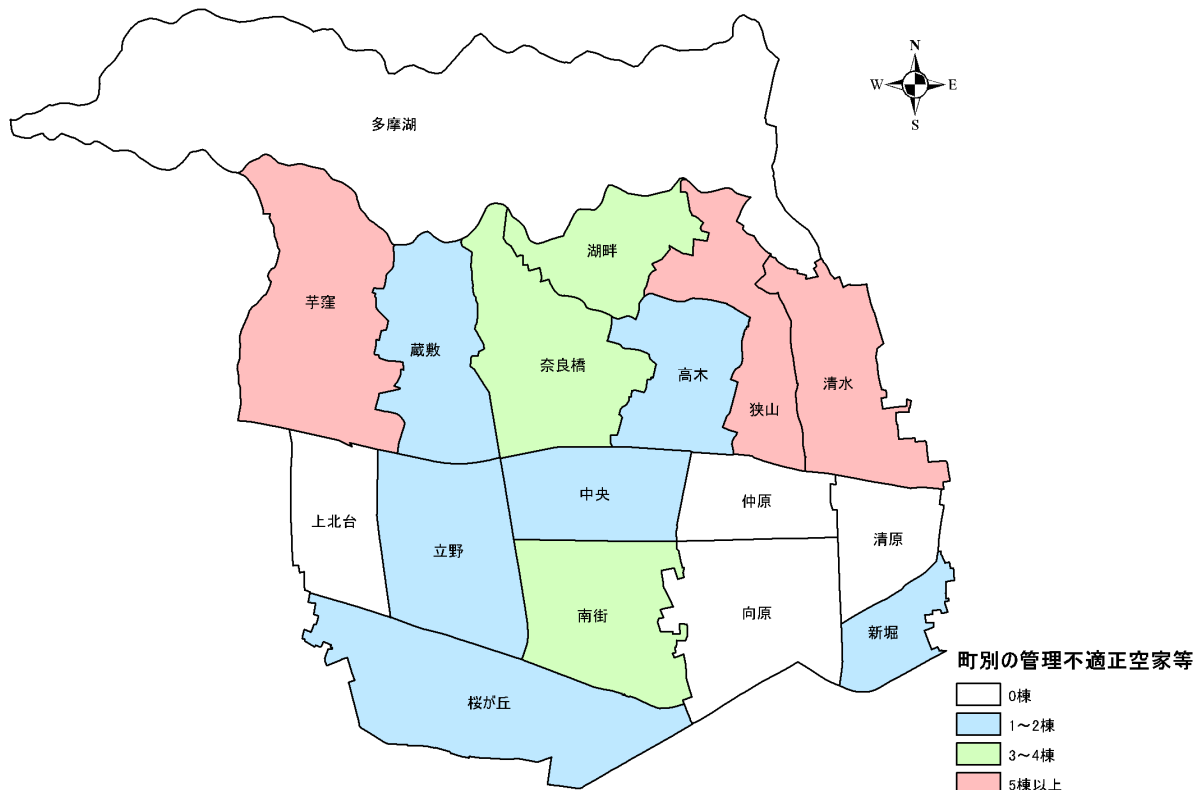 N
W
E
S
多摩湖
湖畔
芋窪
蔵敷
奈良橋
高木
清水
狭山
中央
仲原
上北台
清原
立野
南街
向原
新堀
桜が丘
町別の管理不適正空家等
0棟
1～2棟
3～4棟
5棟以上